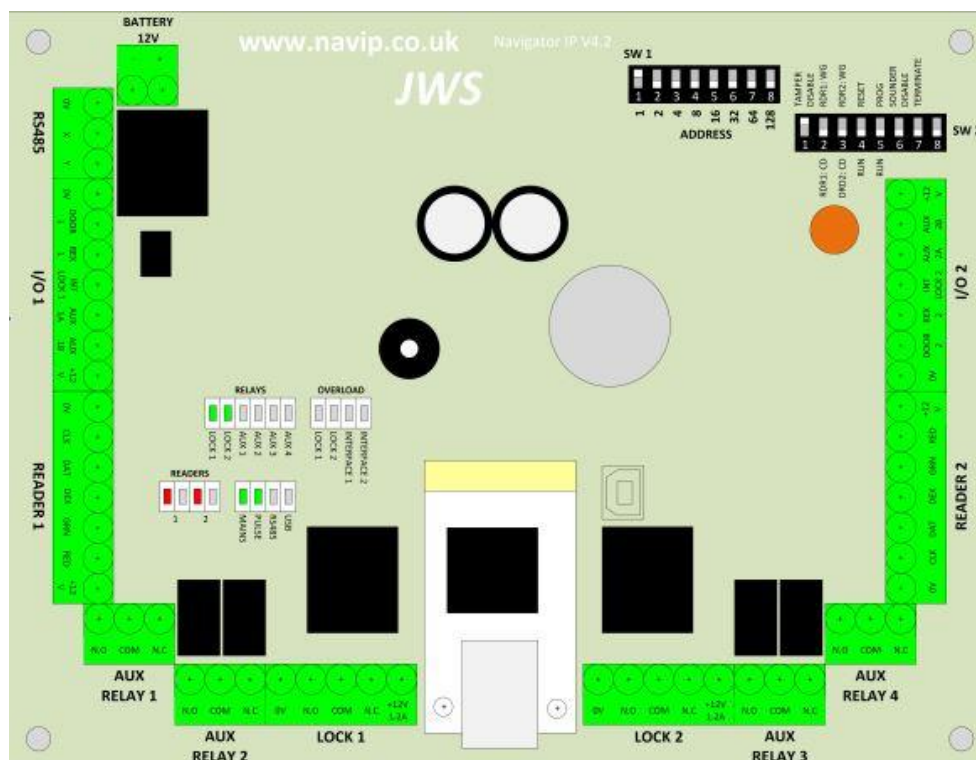 BATTERY
12V
- +
www.navip.co.uk
Navigator IP V4.2
JWS
SW 1
1 2 3 4 5 6 7 8
1 2 4 8 16 32 64 128
ADDRESS
TAMPER DISABLE
RDR1: WG
RDR2: WG
RESET
PROG
SOUNDER DISABLE
TERMINATE
SW
1 2 3 4 5 6 7 8
RDR1: CD
DRD2: CD
RUN
RUN
RS485
0V
X
Y
I/O 1
0V
DOOR 1
REX 1
INT LOCK 1
AUX 1A
AUX 1B
+12 V
READER 1
0V
CLK
DAT
DEX
GRN
RED
+12 V
I/O 2
+12 V
AUX 2B
AUX 2A
INT LOCK 2
REX 2
DOOR 2
0V
READER 2
+12 V
RED
GRN
DEX
DAT
CLK
0V
RELAYS
LOCK 1
LOCK 2
AUX 1
AUX 2
AUX 3
AUX 4
OVERLOAD
LOCK 1
LOCK 2
INTERFACE 1
INTERFACE 2
READERS
1 2
MAINS
PULSE
RS485
USB
N.O COM N.C
AUX
RELAY 1
N.O COM N.C
AUX
RELAY 2
0V N.O COM N.C +12V
1-2A
LOCK 1
0V N.O COM N.C +12V
1-2A
LOCK 2
N.O COM N.C
AUX
RELAY 3
N.O COM N.C
AUX
RELAY 4